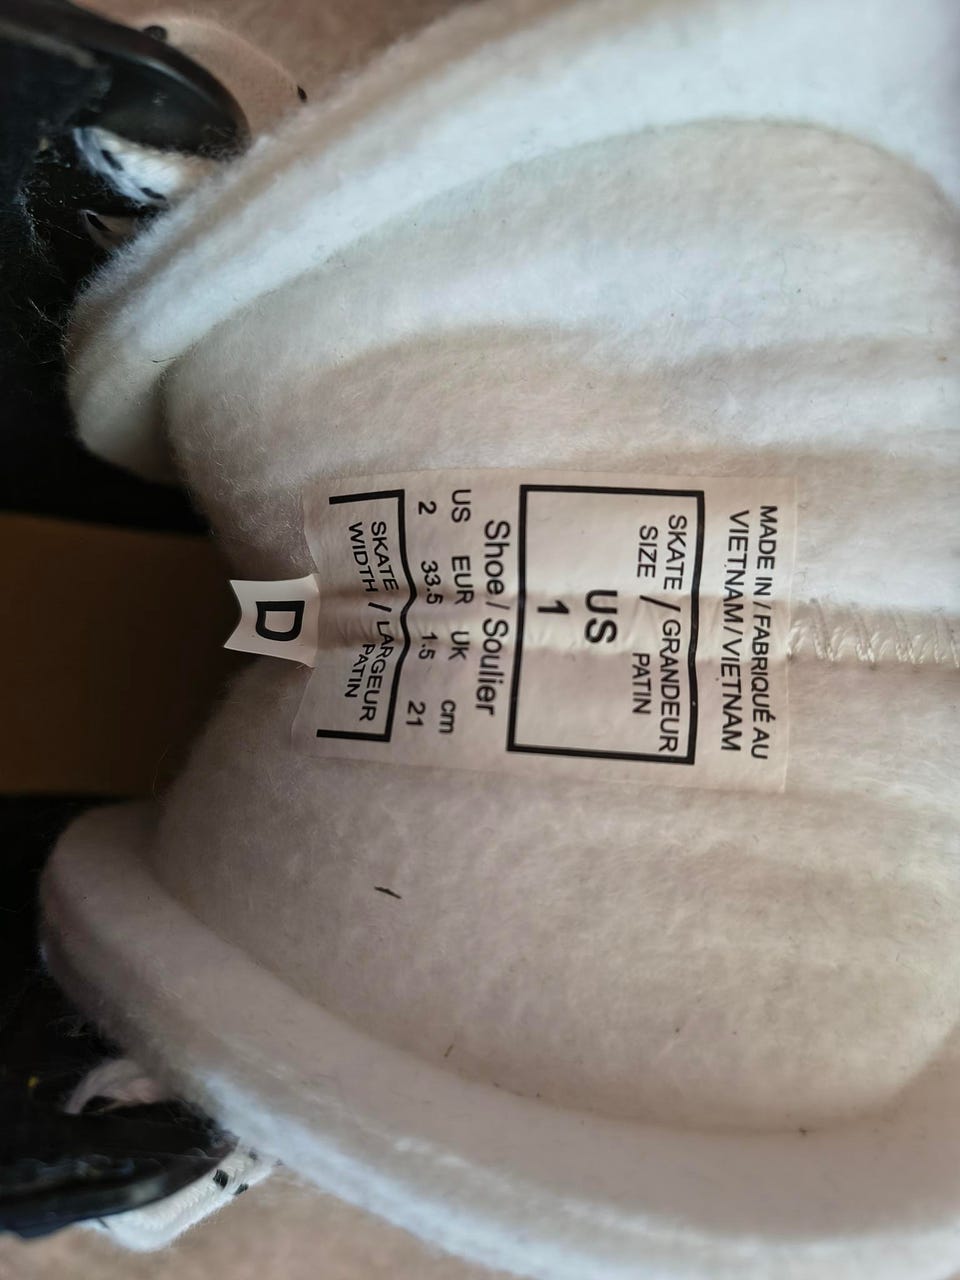 MADE IN / FABRIQUÉ AU
VIETNAM / VIETNAM
SKATE / GRANDEUR
SIZE PATIN
US
1
Shoe / Soulier
US EUR UK cm
2 33.5 1.5 21
SKATE / LARGEUR
WIDTH PATIN
D